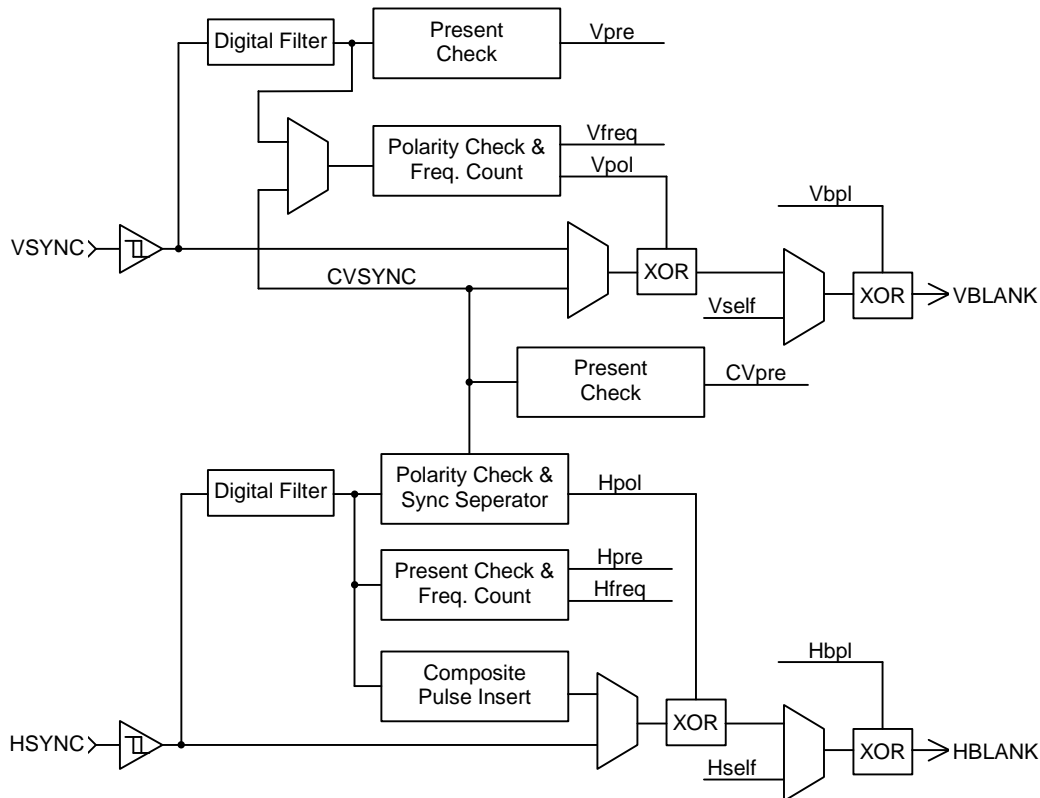 Digital Filter
Present
Check
Vpre
Polarity Check &
Freq. Count
Vfreq
Vpol
Vbpl
VSYNC
CVSYNC
XOR
Vself
XOR
VBLANK
Present
Check
CVpre
Digital Filter
Polarity Check &
Sync Seperator
Hpol
Present Check &
Freq. Count
Hpre
Hfreq
Composite
Pulse Insert
Hbpl
HSYNC
XOR
Hself
XOR
HBLANK